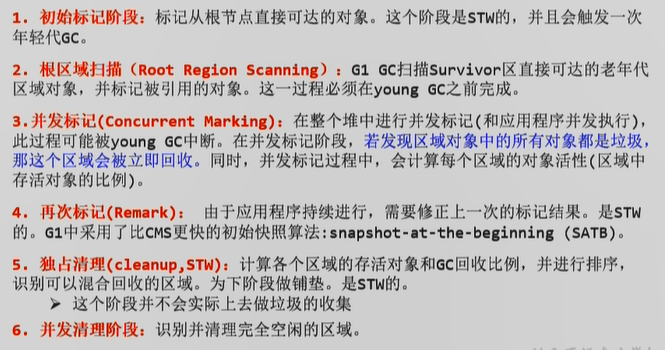 1. 初始标记阶段：标记从根节点直接可达的对象。这个阶段是STW的，并且会触发一次
年轻代GC。
2. 根区域扫描（Root Region Scanning）：G1 GC扫描Survivor区直接可达的老年代
区域对象，并标记被引用的对象。这一过程必须在young GC之前完成。
3.并发标记(Concurrent Marking)：在整个堆中进行并发标记(和应用程序并发执行)，
此过程可能被young GC中断。在并发标记阶段，若发现区域对象中的所有对象都是垃圾，
那这个区域会被立即回收。同时，并发标记过程中，会计算每个区域的对象活性(区域中
存活对象的比例)。
4. 再次标记(Remark)： 由于应用程序持续进行，需要修正上一次的标记结果。是STW
的。G1中采用了比CMS更快的初始快照算法:snapshot-at-the-beginning (SATB)。
5. 独占清理(cleanup,STW)：计算各个区域的存活对象和GC回收比例，并进行排序，
识别可以混合回收的区域。为下阶段做铺垫。是STW的。
➢ 这个阶段并不会实际上去做垃圾的收集
6. 并发清理阶段：识别并清理完全空闲的区域。